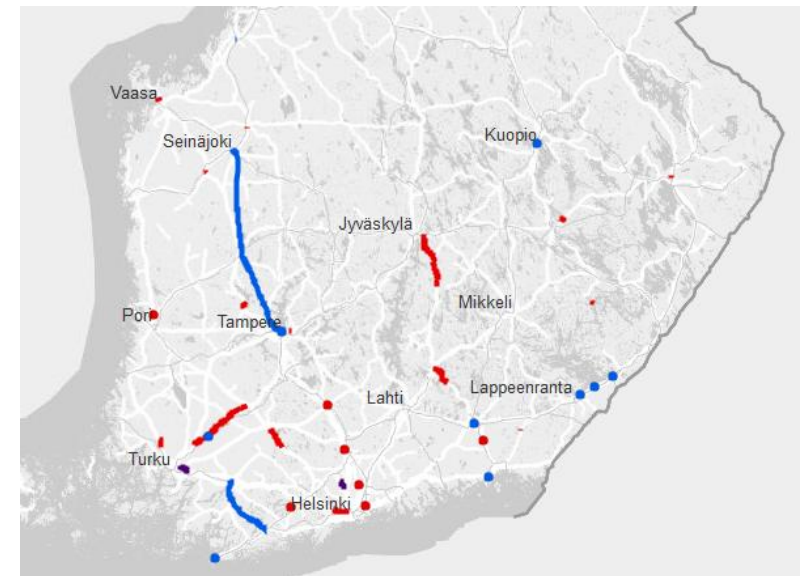 Vaasa
Seinäjoki
Kuopio
Jyväskylä
Mikkeli
Pori
Tampere
Lappeenranta
Lahti
Turku
Helsinki